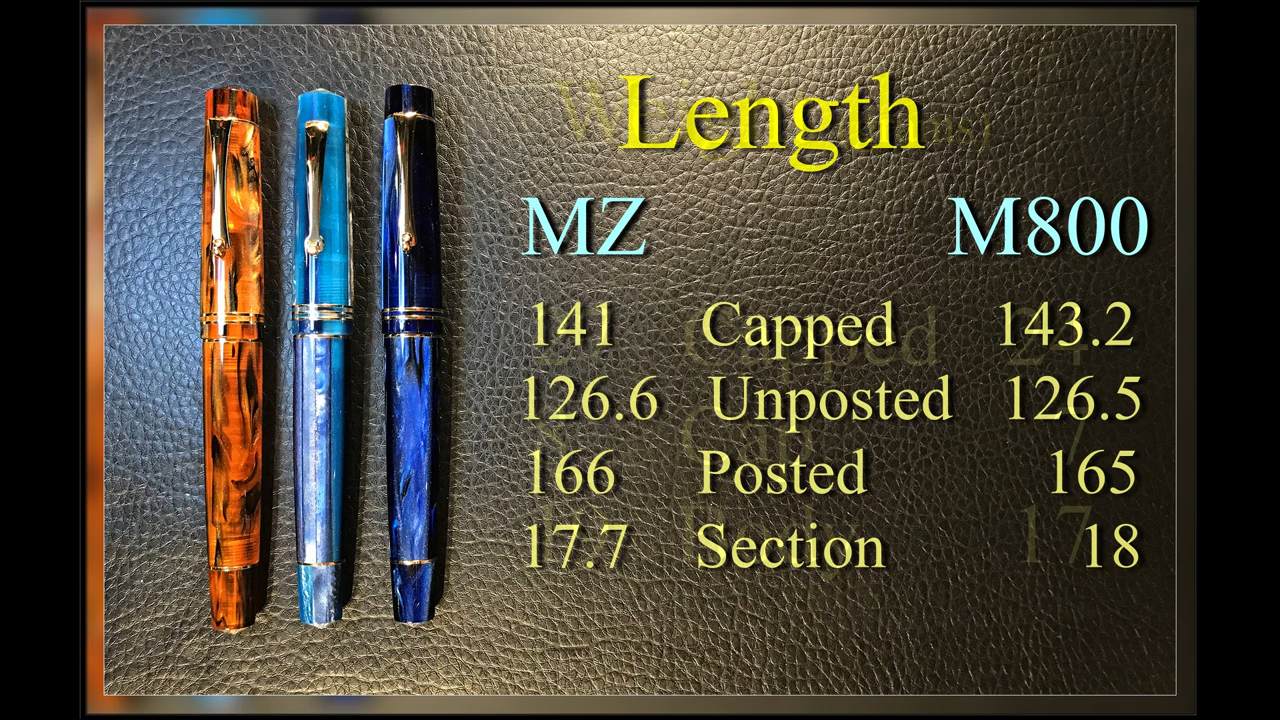 Length
MZ M800
141 Capped 143.2
126.6 Unposted 126.5
166 Posted 165
17.7 Section 18